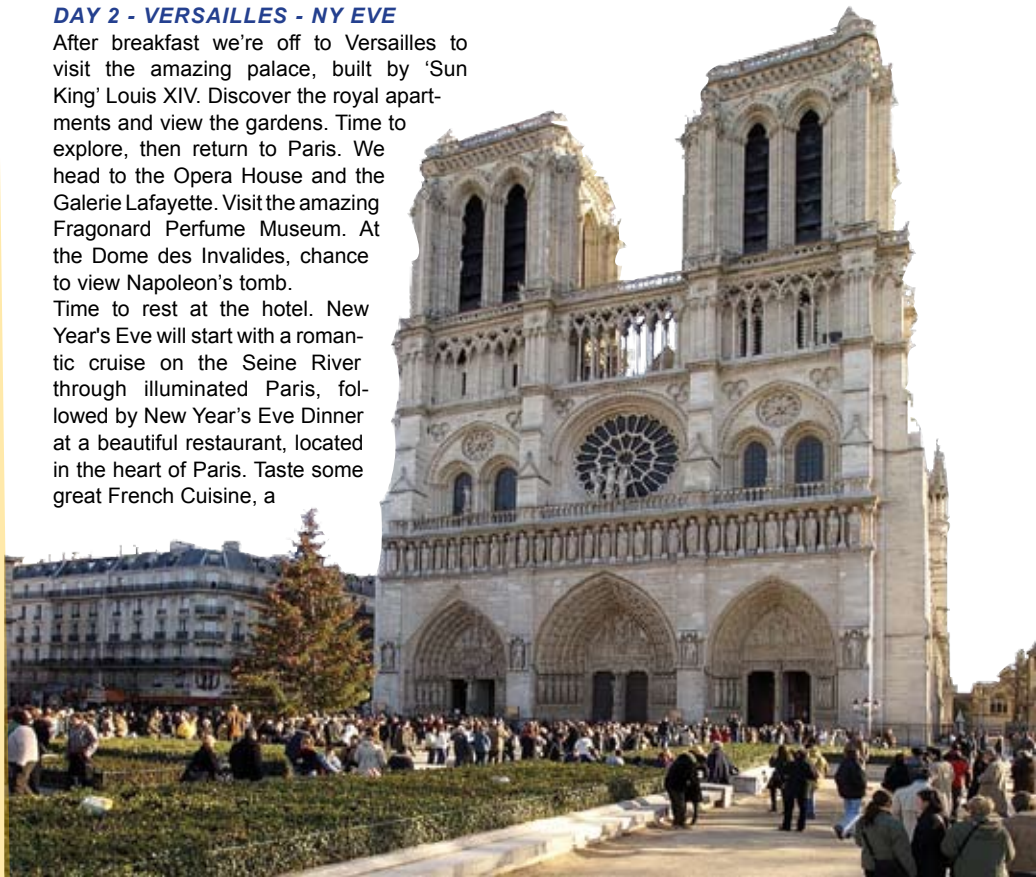 DAY 2 - VERSAILLES - NY EVE
After breakfast we’re off to Versailles to
visit the amazing palace, built by ‘Sun
King’ Louis XIV. Discover the royal apart-
ments and view the gardens. Time to
explore, then return to Paris. We
head to the Opera House and the
Galerie Lafayette. Visit the amazing
Fragonard Perfume Museum. At
the Dome des Invalides, chance
to view Napoleon’s tomb.
Time to rest at the hotel. New
Year's Eve will start with a roman-
tic cruise on the Seine River
through illuminated Paris, fol-
lowed by New Year’s Eve Dinner
at a beautiful restaurant, located
in the heart of Paris. Taste some
great French Cuisine, a